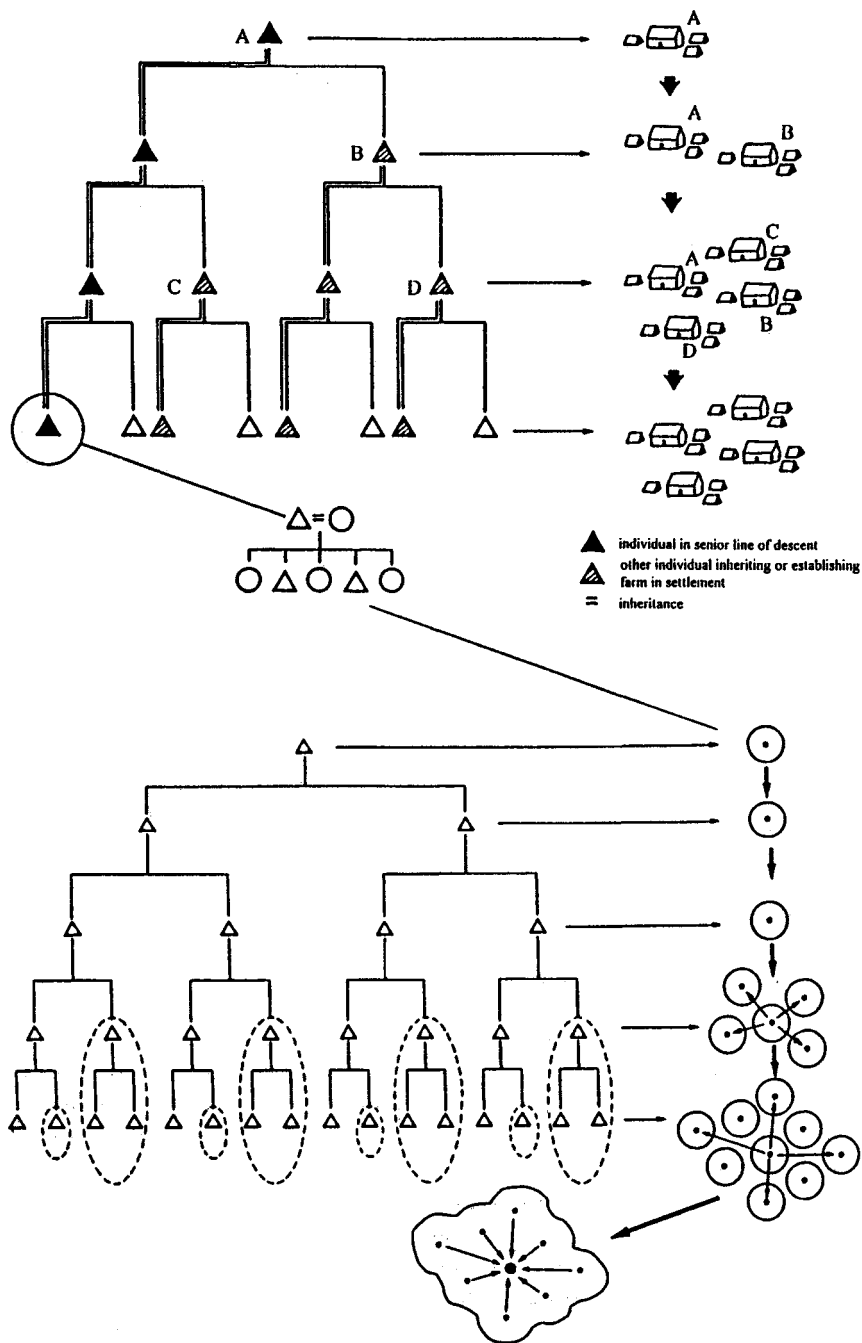 A
A
A
B
B
C
A
C
D
B
D
individual in senior line of descent
other individual inheriting or establishing
farm in settlement
= inheritance